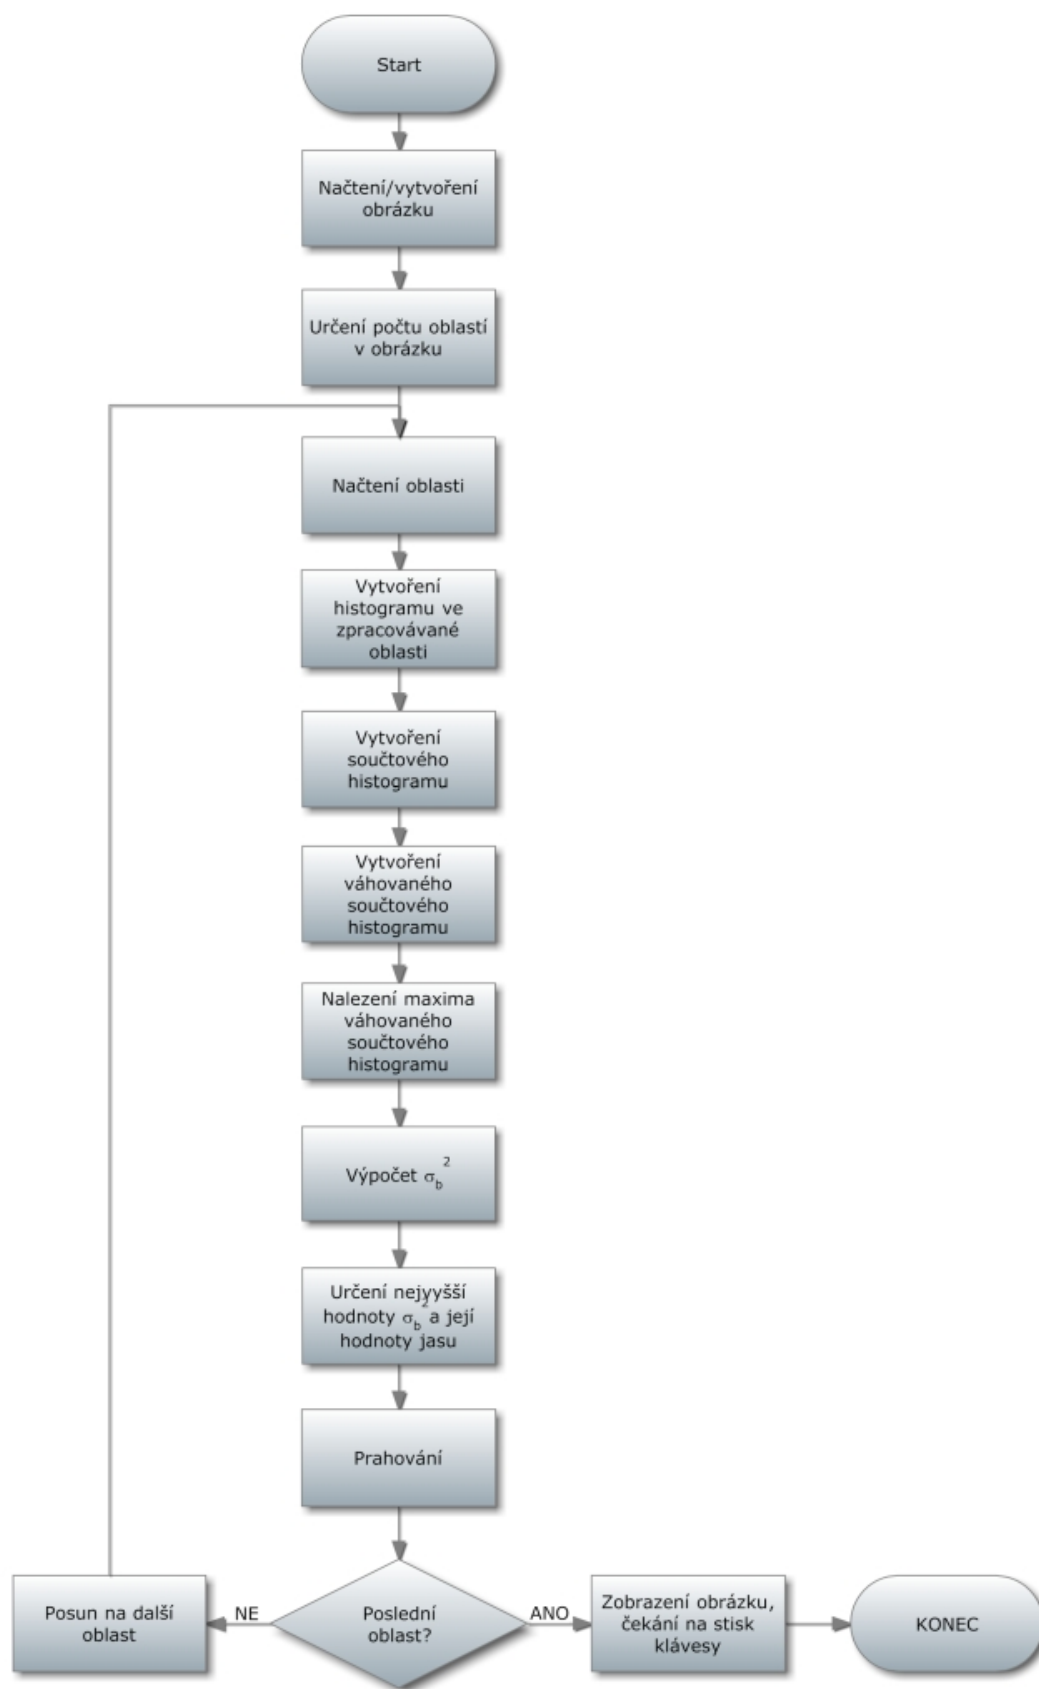 Start
Načtení/vytvoření
obrázku
Určení počtu oblastí
v obrázku
Načtení oblasti
Vytvoření
histogramu ve
zpracovávané
oblasti
Vytvoření
součtového
histogramu
Vytvoření
váhovaného
součtového
histogramu
Nalezení maxima
váhovaného
součtového
histogramu
Výpočet σb²
Určení nejvyšší
hodnoty σb² a její
hodnoty jasu
Prahování
Posun na další
oblast
NE
Poslední
oblast?
ANO
Zobrazení obrázku,
čekání na stisk
klávesy
KONEC